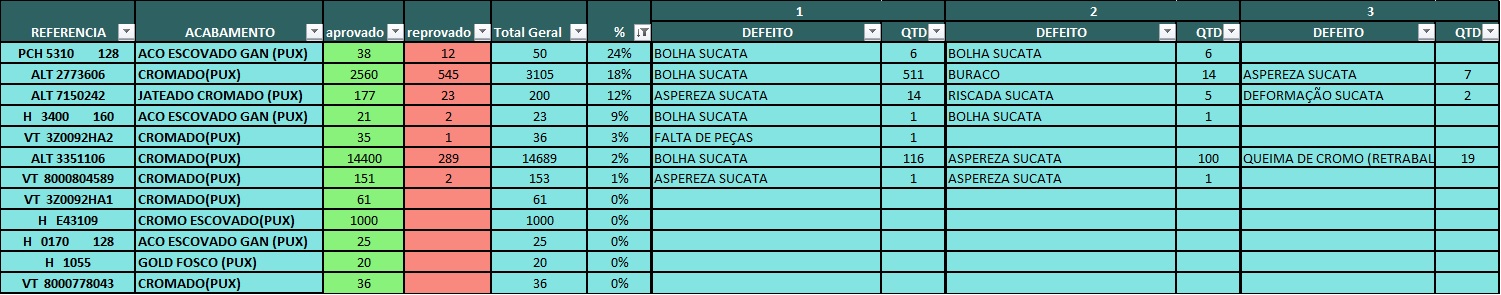 1 2 3
REFERENCIA ACABAMENTO aprovado reprovado Total Geral % DEFEITO QTD DEFEITO QTD DEFEITO QTD
PCH 5310 128 ACO ESCOVADO GAN (PUX) 38 12 50 24% BOLHA SUCATA 6 BOLHA SUCATA 6
ALT 2773606 CROMADO(PUX) 2560 545 3105 18% BOLHA SUCATA 511 BURACO 14 ASPEREZA SUCATA 7
ALT 7150242 JATEADO CROMADO (PUX) 177 23 200 12% ASPEREZA SUCATA 14 RISCADA SUCATA 5 DEFORMAÇÃO SUCATA 2
H 3400 160 ACO ESCOVADO GAN (PUX) 21 2 23 9% BOLHA SUCATA 1 BOLHA SUCATA 1
VT 3Z0092HA2 CROMADO(PUX) 35 1 36 3% FALTA DE PEÇAS 1
ALT 3351106 CROMADO(PUX) 14400 289 14689 2% BOLHA SUCATA 116 ASPEREZA SUCATA 100 QUEIMA DE CROMO (RETRABAL 19
VT 8000804589 CROMADO(PUX) 151 2 153 1% ASPEREZA SUCATA 1 ASPEREZA SUCATA 1
VT 3Z0092HA1 CROMADO(PUX) 61 61 0%
H E43109 CROMO ESCOVADO(PUX) 1000 1000 0%
H 0170 128 ACO ESCOVADO GAN (PUX) 25 25 0%
H 1055 GOLD FOSCO (PUX) 20 20 0%
VT 8000778043 CROMADO(PUX) 36 36 0%